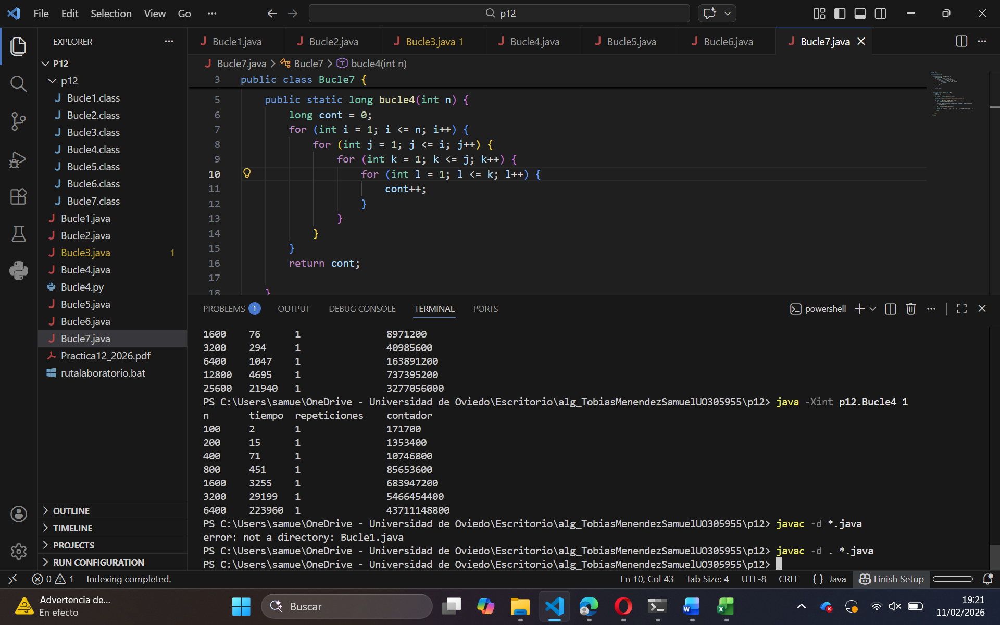 File Edit Selection View Go ···
p12
EXPLORER ···
P12
p12
Bucle1.class
Bucle2.class
Bucle3.class
Bucle4.class
Bucle5.class
Bucle6.class
Bucle7.class
Bucle1.java
Bucle2.java
Bucle3.java 1
Bucle4.java
Bucle4.py
Bucle5.java
Bucle6.java
Bucle7.java
Practica12_2026.pdf
rutalaboratorio.bat
OUTLINE
TIMELINE
PROJECTS
RUN CONFIGURATION
Bucle1.java Bucle2.java Bucle3.java 1 Bucle4.java Bucle5.java Bucle6.java Bucle7.java
Bucle7.java > Bucle7 > bucle4(int n)
3 public class Bucle7 {
5 public static long bucle4(int n) {
6 long cont = 0;
7 for (int i = 1; i <= n; i++) {
8 for (int j = 1; j <= i; j++) {
9 for (int k = 1; k <= j; k++) {
10 for (int l = 1; l <= k; l++) {
11 cont++;
12 }
13 }
14 }
15 }
16 return cont;
17
18 }
PROBLEMS 1 OUTPUT DEBUG CONSOLE TERMINAL PORTS
powershell
1600 76 1 8971200
3200 294 1 40985600
6400 1047 1 163891200
12800 4695 1 737395200
25600 21940 1 3277056000
PS C:\Users\samue\OneDrive - Universidad de Oviedo\Escritorio\alg_TobiasMenendezSamuelUO305955\p12> java -Xint p12.Bucle4 1
n tiempo repeticiones contador
100 2 1 171700
200 15 1 1353400
400 71 1 10746800
800 451 1 85653600
1600 3255 1 683947200
3200 29199 1 5466454400
6400 223960 1 43711148800
PS C:\Users\samue\OneDrive - Universidad de Oviedo\Escritorio\alg_TobiasMenendezSamuelUO305955\p12> javac -d *.java
error: not a directory: Bucle1.java
PS C:\Users\samue\OneDrive - Universidad de Oviedo\Escritorio\alg_TobiasMenendezSamuelUO305955\p12> javac -d . *.java
PS C:\Users\samue\OneDrive - Universidad de Oviedo\Escritorio\alg_TobiasMenendezSamuelUO305955\p12>
0 1 Indexing completed. Ln 10, Col 43 Tab Size: 4 UTF-8 CRLF { } Java Finish Setup
Advertencia de...
En efecto
Buscar
19:21
11/02/2026